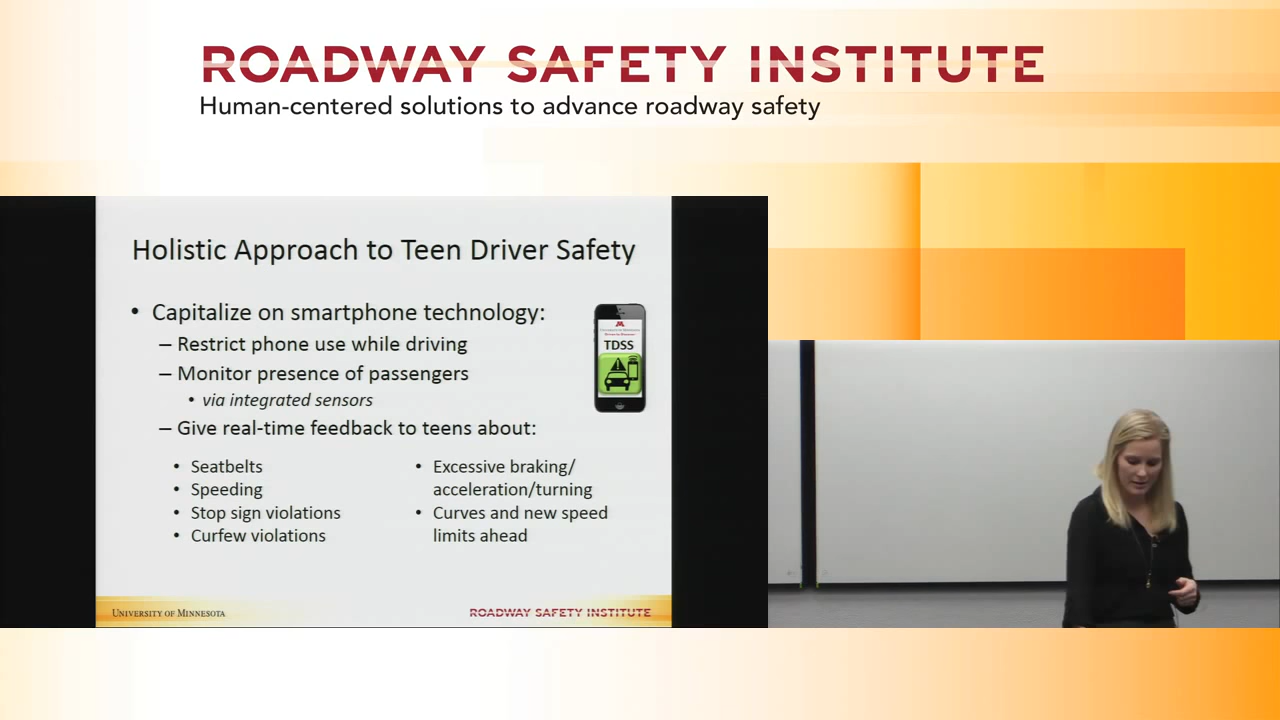 ROADWAY SAFETY INSTITUTE
Human-centered solutions to advance roadway safety
Holistic Approach to Teen Driver Safety
• Capitalize on smartphone technology:
– Restrict phone use while driving
– Monitor presence of passengers
• via integrated sensors
– Give real-time feedback to teens about:
• Seatbelts
• Speeding
• Stop sign violations
• Curfew violations
• Excessive braking/
acceleration/turning
• Curves and new speed
limits ahead
TDSS
UNIVERSITY OF MINNESOTA
ROADWAY SAFETY INSTITUTE